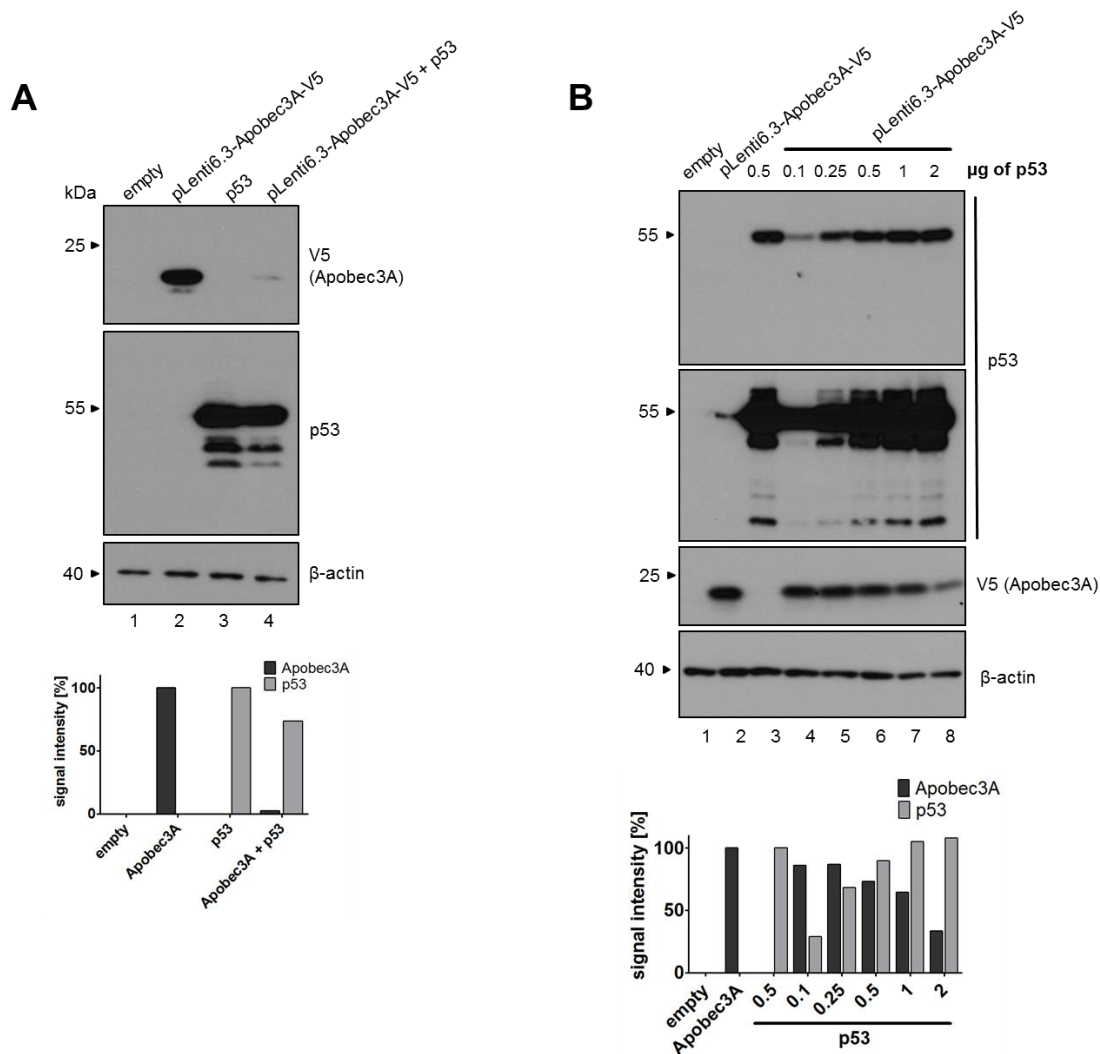 A
empty
pLenti6.3-Apobec3A-V5
p53
pLenti6.3-Apobec3A-V5 + p53
kDa
25
V5
(Apobec3A)
55
p53
40
β-actin
1 2 3 4
Apobec3A
p53
signal intensity [%]
100
50
0
empty
Apobec3A
p53
Apobec3A + p53
B
empty
pLenti6.3-Apobec3A-V5
pLenti6.3-Apobec3A-V5
0.5 0.1 0.25 0.5 1 2 µg of p53
55
55
p53
25
V5 (Apobec3A)
40
β-actin
1 2 3 4 5 6 7 8
Apobec3A
p53
signal intensity [%]
100
50
0
empty
Apobec3A
0.5
0.1
0.25
0.5
1
2
p53